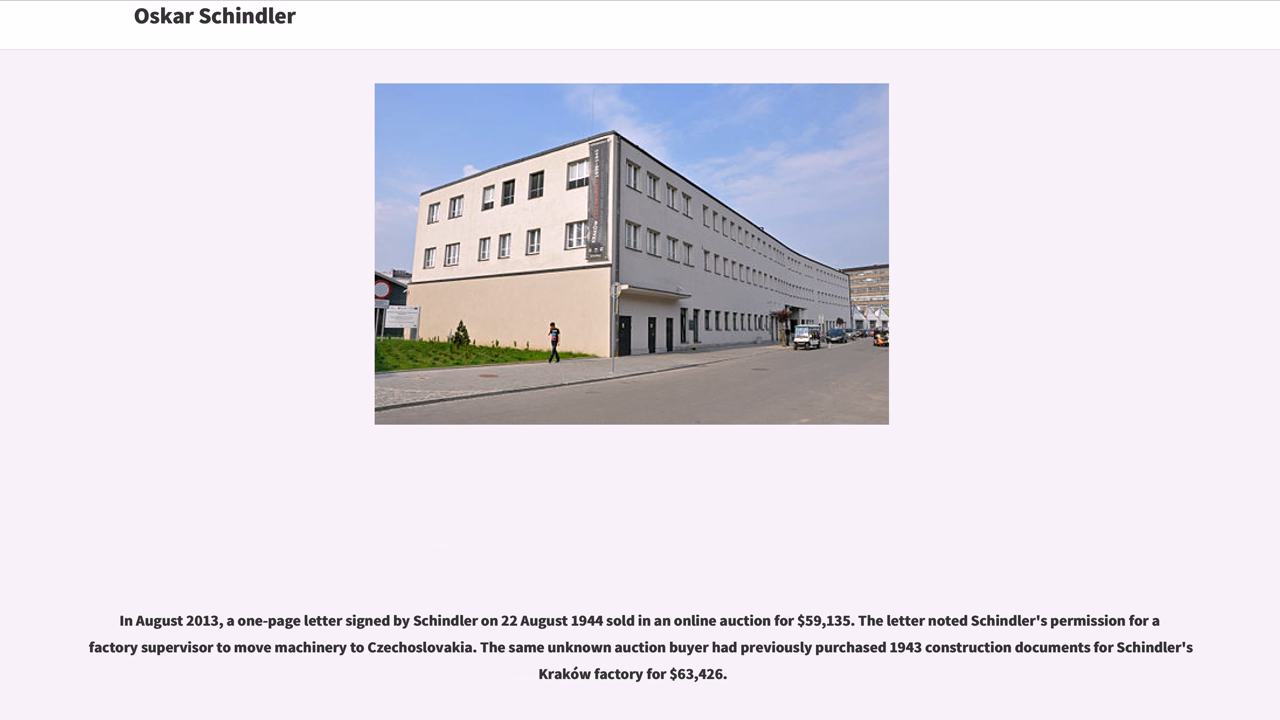 Oskar Schindler
In August 2013, a one-page letter signed by Schindler on 22 August 1944 sold in an online auction for $59,135. The letter noted Schindler's permission for a
factory supervisor to move machinery to Czechoslovakia. The same unknown auction buyer had previously purchased 1943 construction documents for Schindler's
Kraków factory for $63,426.